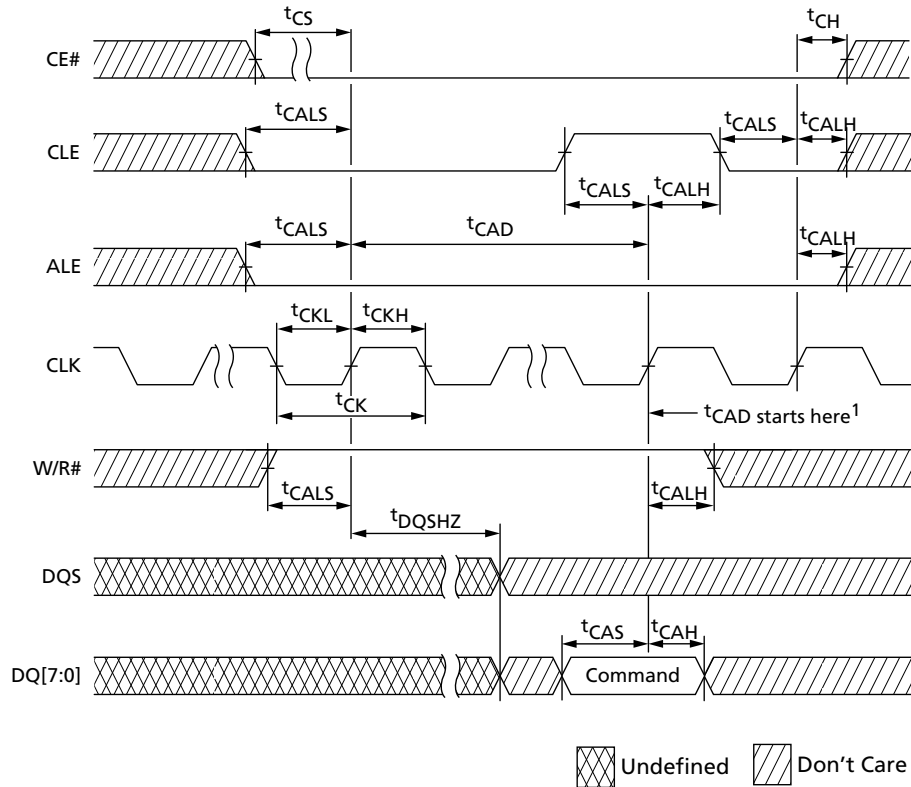 tCS
tCH
CE#
tCALS
tCALS
tCALH
CLE
tCALS
tCALH
tCALS
tCAD
tCALH
ALE
tCKL
tCKH
CLK
tCK
tCAD starts here1
W/R#
tCALS
tCALH
tDQSHZ
DQS
tCAS
tCAH
DQ[7:0]
Command
Undefined
Don't Care